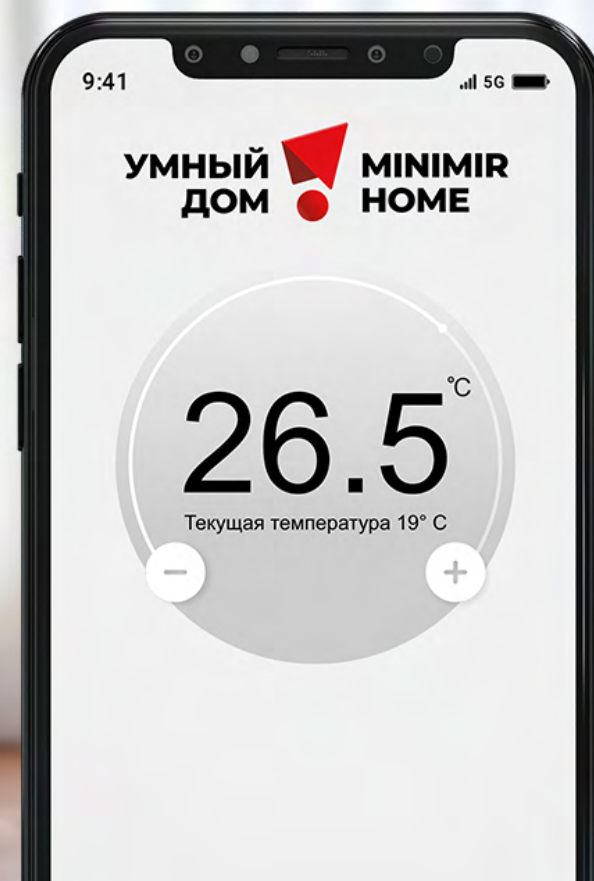 9:41
5G
УМНЫЙ ДОМ
MINIMIR HOME
26.5
°C
Текущая температура 19° C